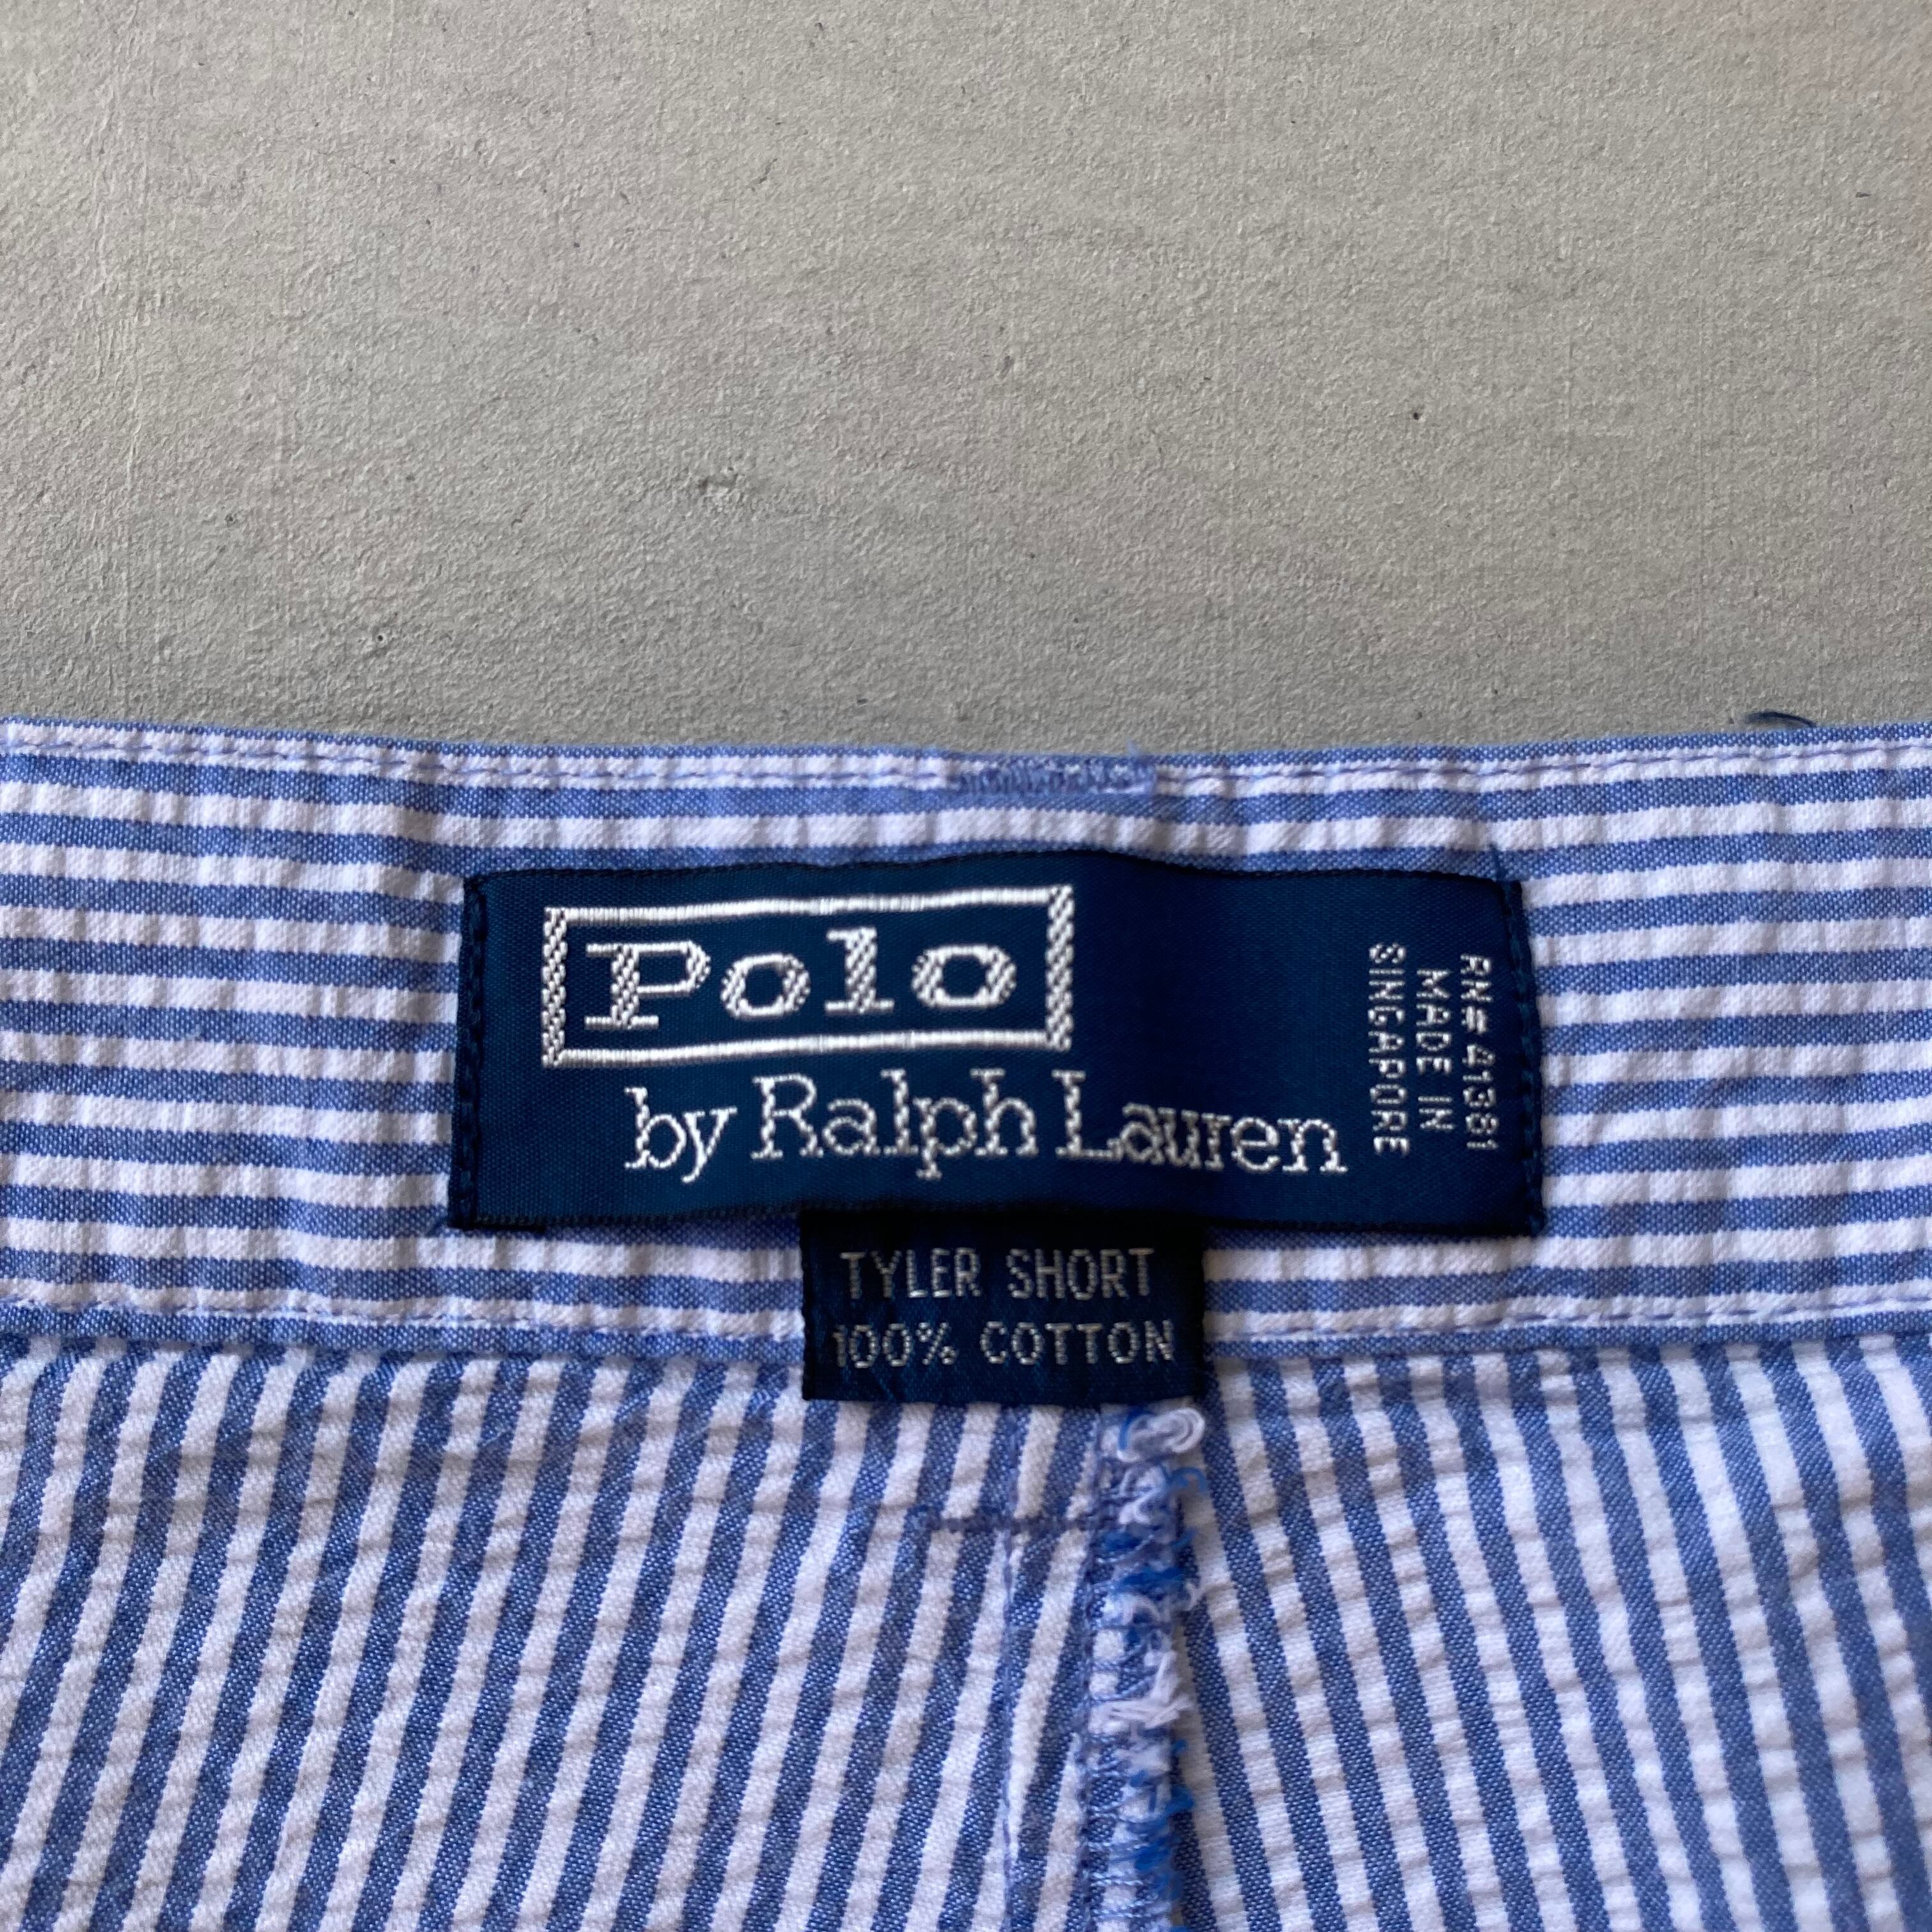 Polo
by Ralph Lauren
RN# 41381
MADE IN
SINGAPORE
TYLER SHORT
100% COTTON